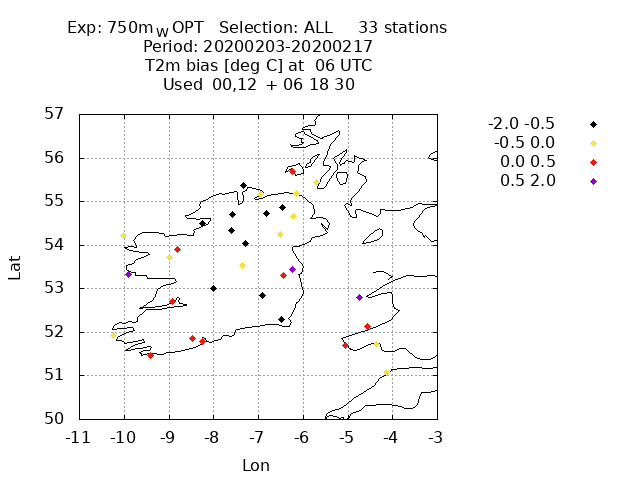 Exp: 750m_W OPT   Selection: ALL     33 stations
Period: 20200203-20200217
T2m bias [deg C] at  06 UTC
Used  00,12  + 06 18 30
-2.0 -0.5
-0.5 0.0
0.0 0.5
0.5 2.0
57
56
55
54
53
52
51
50
Lat
-11 -10 -9 -8 -7 -6 -5 -4 -3
Lon